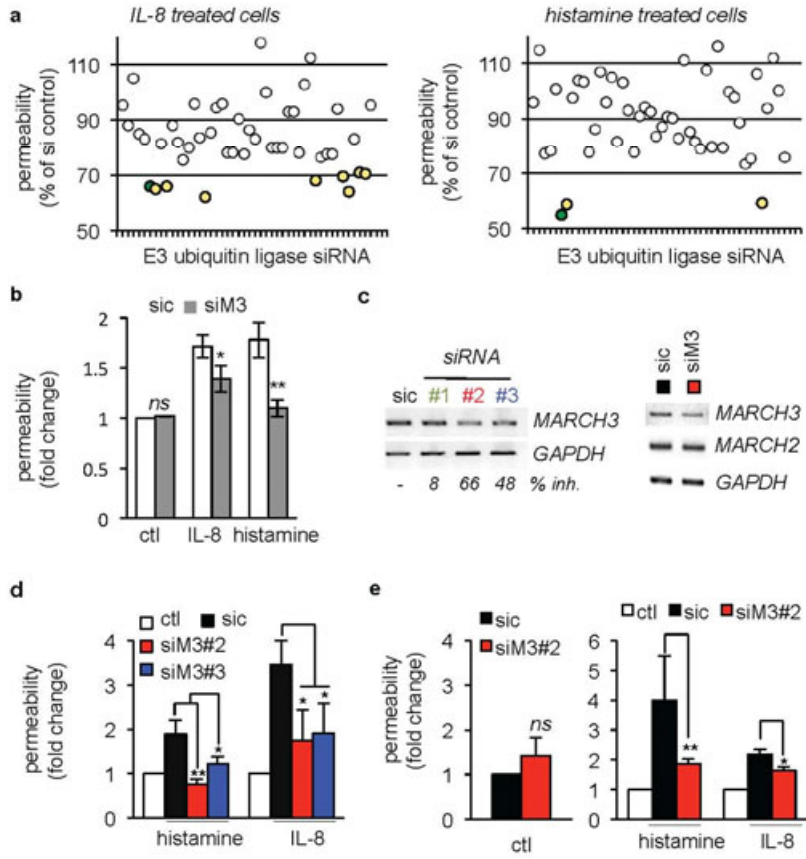 a
IL-8 treated cells
histamine treated cells
permeability
(% of si control)
110
90
70
50
E3 ubiquitin ligase siRNA
permeability
(% of si cotnrol)
110
90
70
50
E3 ubiquitin ligase siRNA
b
sic siM3
permeability
(fold change)
2
1.5
1
0.5
0
ns
*
**
ctl IL-8 histamine
c
siRNA
sic #1 #2 #3
MARCH3
GAPDH
- 8 66 48 % inh.
sic siM3
MARCH3
MARCH2
GAPDH
d
ctl sic
siM3#2
siM3#3
permeability
(fold change)
4
3
2
1
0
** * * *
histamine IL-8
e
sic
siM3#2
permeability
(fold change)
4
3
2
1
0
ns
ctl
ctl sic siM3#2
6
5
4
3
2
1
0
** *
histamine IL-8